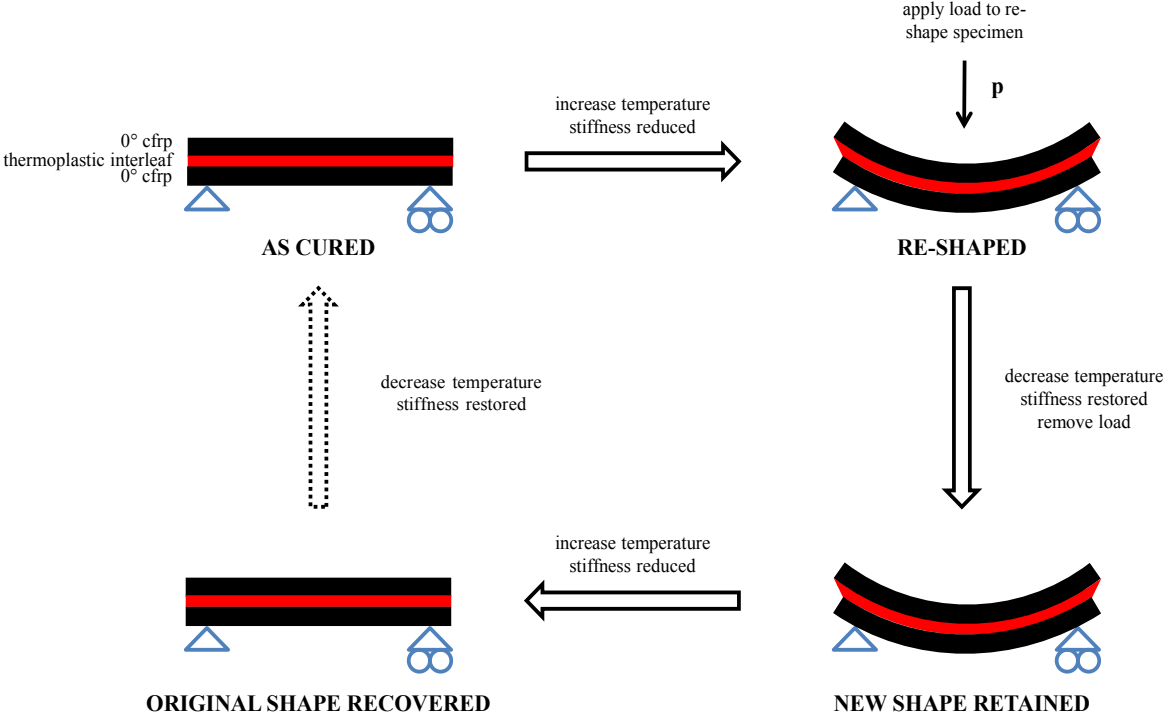 apply load to re-
shape specimen
p
increase temperature
stiffness reduced
0° cfrp
thermoplastic interleaf
0° cfrp
AS CURED
RE-SHAPED
decrease temperature
stiffness restored
decrease temperature
stiffness restored
remove load
increase temperature
stiffness reduced
ORIGINAL SHAPE RECOVERED
NEW SHAPE RETAINED